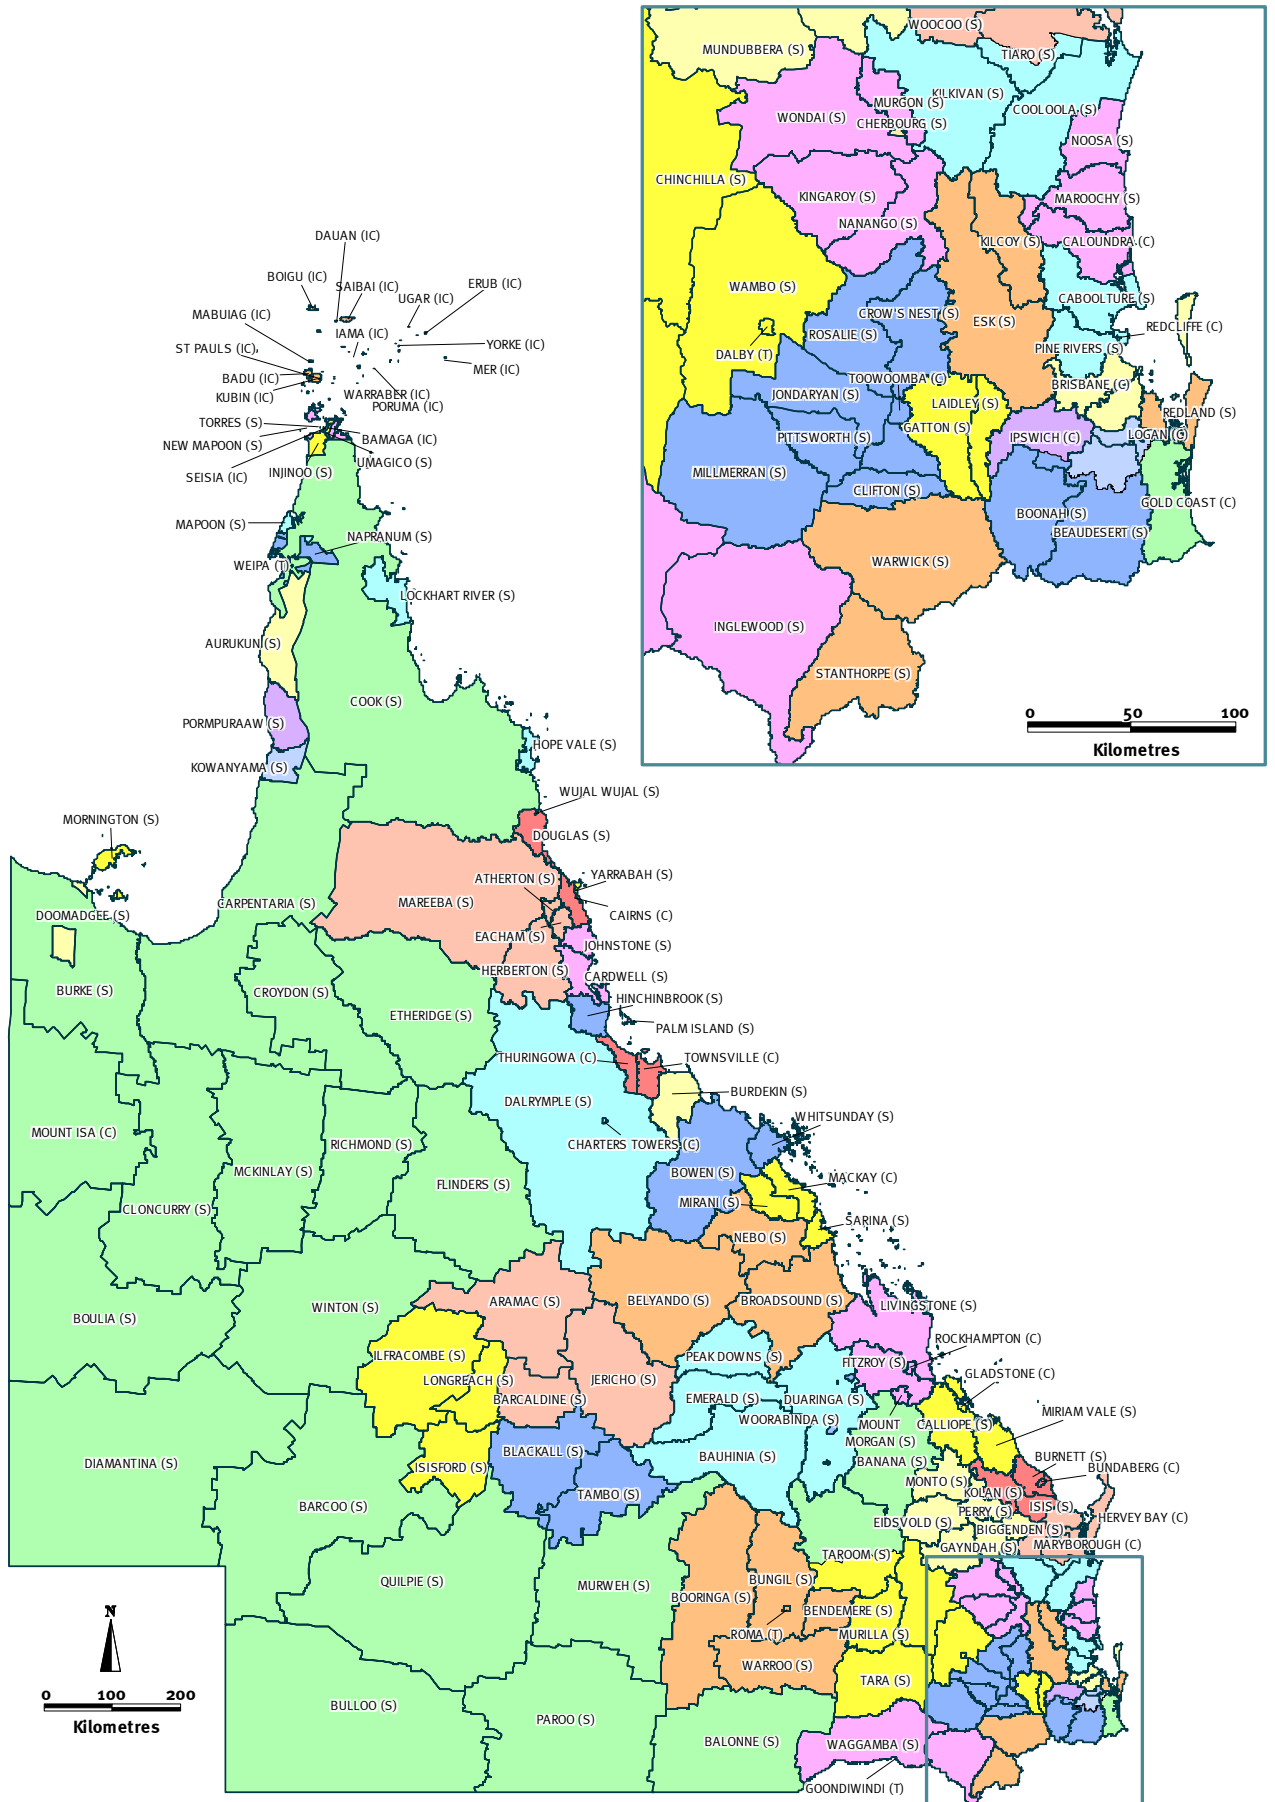 WOOCOO (S)
MUNDUBBERA (S)
TIARO (S)
KILKIVAN (S)
MURGON (S)
COOLOOLA (S)
WONDAI (S)
CHERBOURG (S)
NOOSA (S)
CHINCHILLA (S)
KINGAROY (S)
MAROOCHY (S)
NANANGO (S)
KILCOY (S)
CALOUNDRA (C)
WAMBO (S)
CABOOLTURE (S)
CROW'S NEST (S)
ESK (S)
REDCLIFFE (C)
ROSALIE (S)
PINE RIVERS (S)
DALBY (T)
TOOWOOMBA (C)
BRISBANE (C)
JONDARYAN (S)
LAIDLEY (S)
REDLAND (S)
GATTON (S)
PITTSWORTH (S)
IPSWICH (C)
LOGAN (C)
MILLMERRAN (S)
CLIFTON (S)
GOLD COAST (C)
BOONAH (S)
BEAUDESERT (S)
WARWICK (S)
INGLEWOOD (S)
STANTHORPE (S)
0 50 100
Kilometres
DAUAN (IC)
BOIGU (IC)
SAIBAI (IC)
ERUB (IC)
UGAR (IC)
MABUIAG (IC)
IAMA (IC)
ST PAULS (IC)
YORKE (IC)
MER (IC)
BADU (IC)
KUBIN (IC)
WARRABER (IC)
PORUMA (IC)
TORRES (S)
BAMAGA (IC)
NEW MAPOON (S)
UMAGICO (S)
SEISIA (IC)
INJINOO (S)
MAPOON (S)
NAPRANUM (S)
WEIPA (T)
LOCKHART RIVER (S)
AURUKUN (S)
COOK (S)
PORMPURAAW (S)
HOPE VALE (S)
KOWANYAMA (S)
WUJAL WUJAL (S)
MORNINGTON (S)
DOUGLAS (S)
ATHERTON (S)
YARRABAH (S)
CARPENTARIA (S)
MAREEBA (S)
DOOMADGEE (S)
CAIRNS (C)
EACHAM (S)
JOHNSTONE (S)
HERBERTON (S)
CARDWELL (S)
BURKE (S)
CROYDON (S)
HINCHINBROOK (S)
ETHERIDGE (S)
PALM ISLAND (S)
THURINGOWA (C)
TOWNSVILLE (C)
DALRYMPLE (S)
BURDEKIN (S)
WHITSUNDAY (S)
MOUNT ISA (C)
RICHMOND (S)
CHARTERS TOWERS (C)
MCKINLAY (S)
BOWEN (S)
MACKAY (C)
FLINDERS (S)
MIRANI (S)
CLONCURRY (S)
SARINA (S)
NEBO (S)
WINTON (S)
ARAMAC (S)
BELYANDO (S)
BROADSOUND (S)
LIVINGSTONE (S)
BOULIA (S)
ROCKHAMPTON (C)
ILFRACOMBE (S)
PEAK DOWNS (S)
FITZROY (S)
GLADSTONE (C)
LONGREACH (S)
JERICHO (S)
BARCALDINE (S)
EMERALD (S)
DUARINGA (S)
MIRIAM VALE (S)
WOORABINDA (S)
MOUNT
MORGAN (S)
CALLIOPE (S)
BLACKALL (S)
BAUHINIA (S)
BURNETT (S)
DIAMANTINA (S)
ISISFORD (S)
BANANA (S)
BUNDABERG (C)
MONTO (S)
KOLAN (S)
TAMBO (S)
BARCOO (S)
PERRY (S)
ISIS (S)
HERVEY BAY (C)
EIDSVOLD (S)
BIGGENDEN (S)
GAYNDAH (S)
MARYBOROUGH (C)
TAROOM (S)
QUILPIE (S)
MURWEH (S)
BUNGIL (S)
BOORINGA (S)
BENDEMERE (S)
N
ROMA (T)
MURILLA (S)
WARROO (S)
TARA (S)
0 100 200
Kilometres
BULLOO (S)
PAROO (S)
BALONNE (S)
WAGGAMBA (S)
GOONDIWINDI (T)